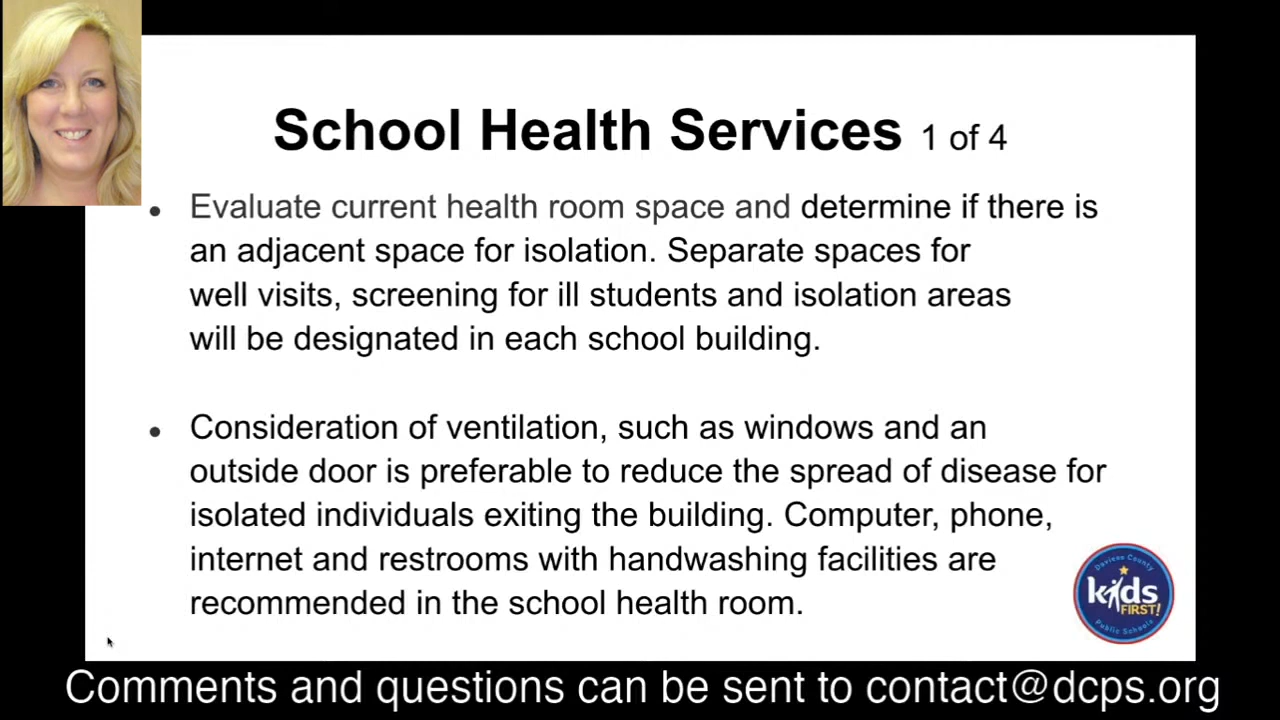 School Health Services 1 of 4
• Evaluate current health room space and determine if there is
an adjacent space for isolation. Separate spaces for
well visits, screening for ill students and isolation areas
will be designated in each school building.
• Consideration of ventilation, such as windows and an
outside door is preferable to reduce the spread of disease for
isolated individuals exiting the building. Computer, phone,
internet and restrooms with handwashing facilities are
recommended in the school health room.
Daviess County
kids
FIRST!
Public Schools
Comments and questions can be sent to contact@dcps.org